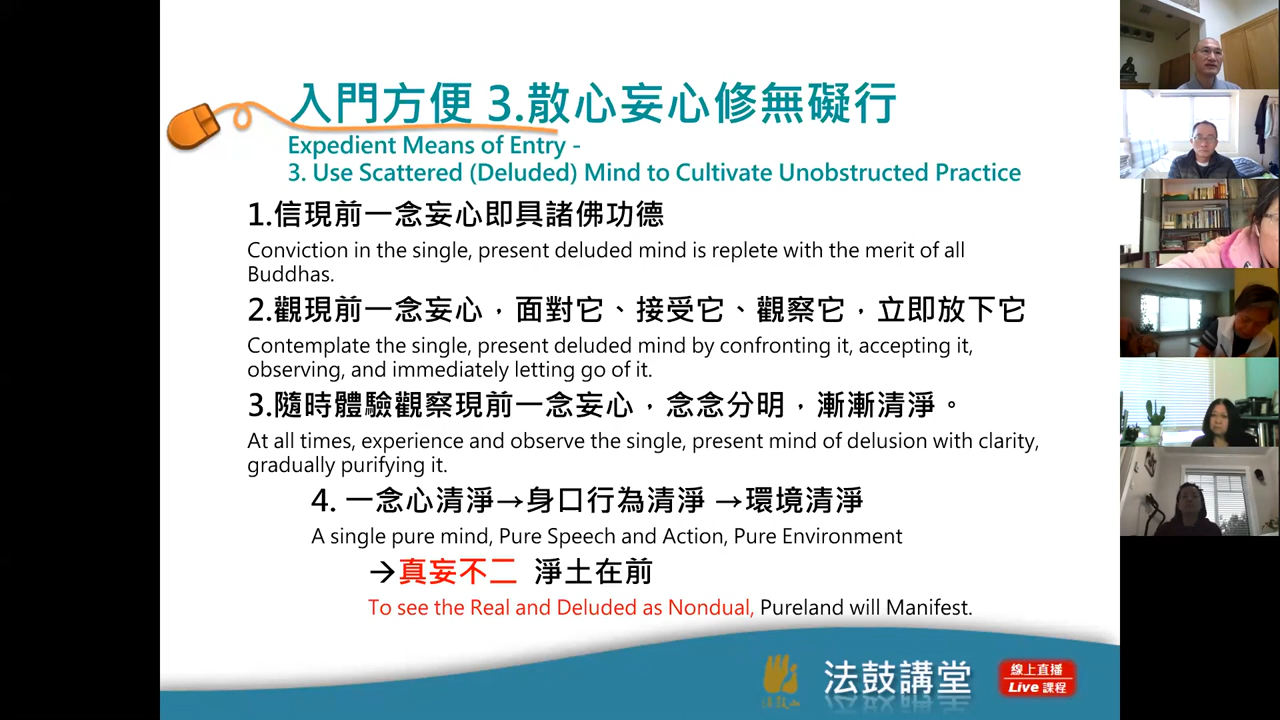 入門方便 3.散心妄心修無礙行
Expedient Means of Entry -
3. Use Scattered (Deluded) Mind to Cultivate Unobstructed Practice
1.信現前一念妄心即具諸佛功德
Conviction in the single, present deluded mind is replete with the merit of all
Buddhas.
2.觀現前一念妄心，面對它、接受它、觀察它，立即放下它
Contemplate the single, present deluded mind by confronting it, accepting it,
observing, and immediately letting go of it.
3.隨時體驗觀察現前一念妄心，念念分明，漸漸清淨。
At all times, experience and observe the single, present mind of delusion with clarity,
gradually purifying it.
4. 一念心清淨→身口行為清淨 →環境清淨
A single pure mind, Pure Speech and Action, Pure Environment
→真妄不二 淨土在前
To see the Real and Deluded as Nondual, Pureland will Manifest.
法鼓山
法鼓講堂
線上直播
Live 課程